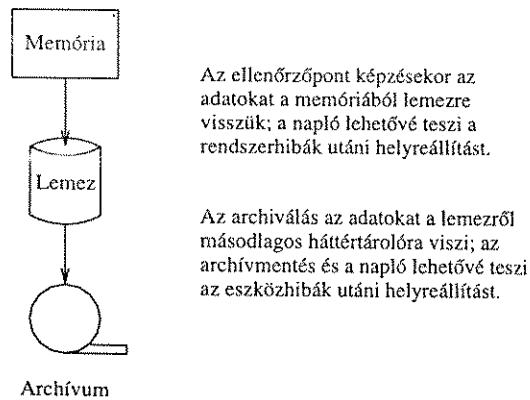 Memória
Az ellenőrzőpont képzésekor az
adatokat a memóriából lemezre
visszük; a napló lehetővé teszi a
rendszerhibák utáni helyreállítást.
Lemez
Az archiválás az adatokat a lemezről
másodlagos háttértárolóra viszi; az
archívmentés és a napló lehetővé teszi
az eszközhibák utáni helyreállítást.
Archívum